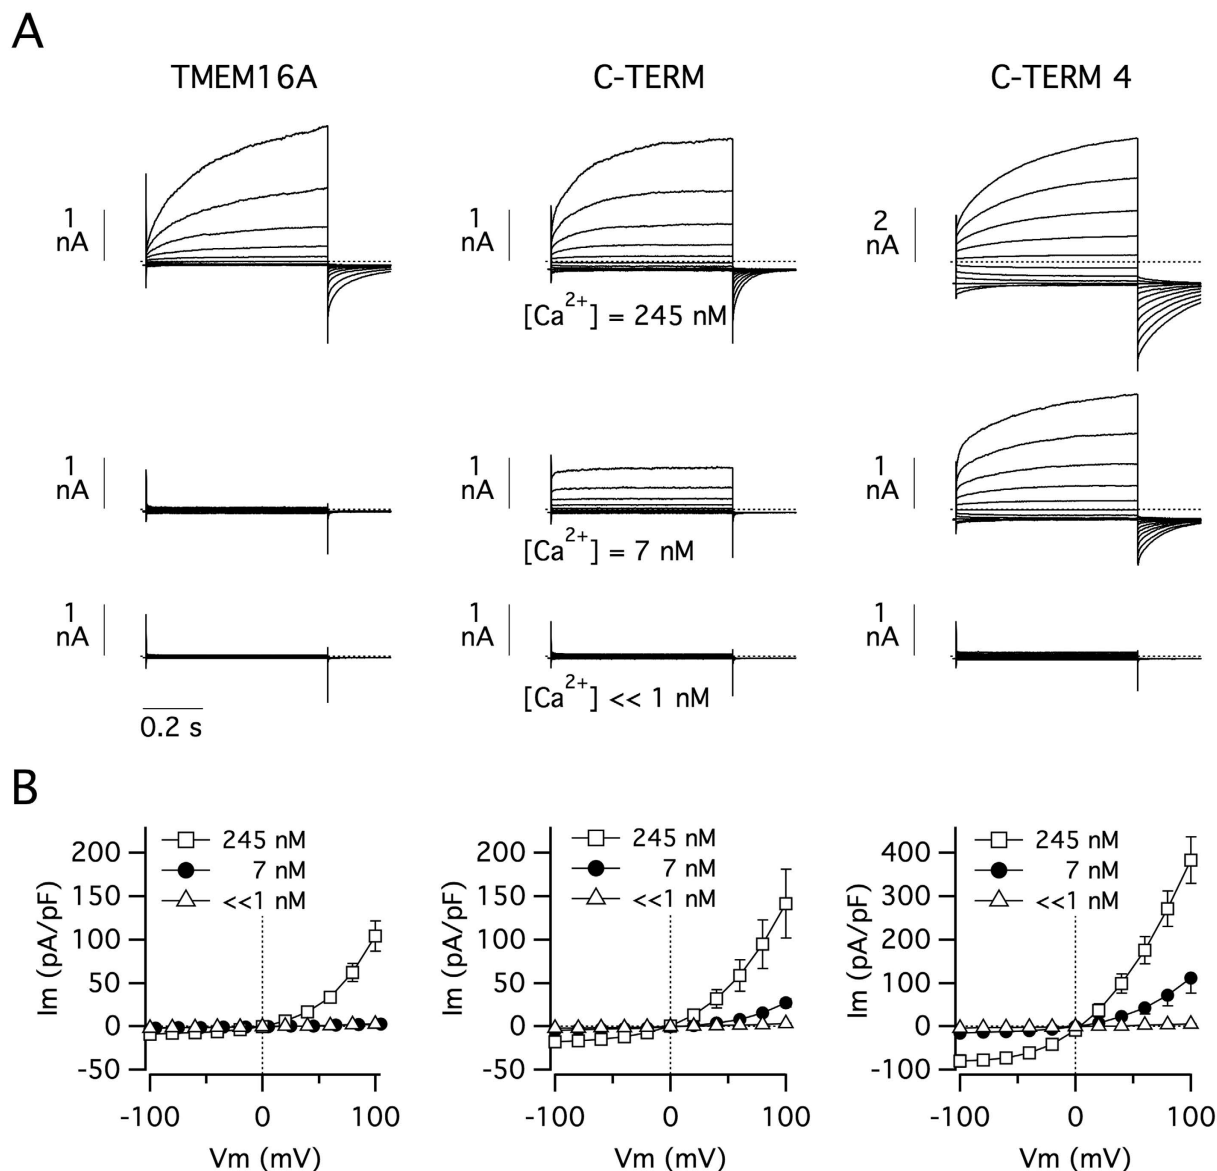 A
TMEM16A C-TERM C-TERM 4
1 nA 1 nA 2 nA
[Ca²⁺] = 245 nM
1 nA 1 nA 1 nA
[Ca²⁺] = 7 nM
1 nA 1 nA 1 nA
[Ca²⁺] << 1 nM
0.2 s
B
245 nM
7 nM
<<1 nM
200
150
100
50
0
-50
Im (pA/pF)
-100 0 100
Vm (mV)
245 nM
7 nM
<<1 nM
200
150
100
50
0
-50
Im (pA/pF)
-100 0 100
Vm (mV)
245 nM
7 nM
<<1 nM
400
300
200
100
0
-100
Im (pA/pF)
-100 0 100
Vm (mV)